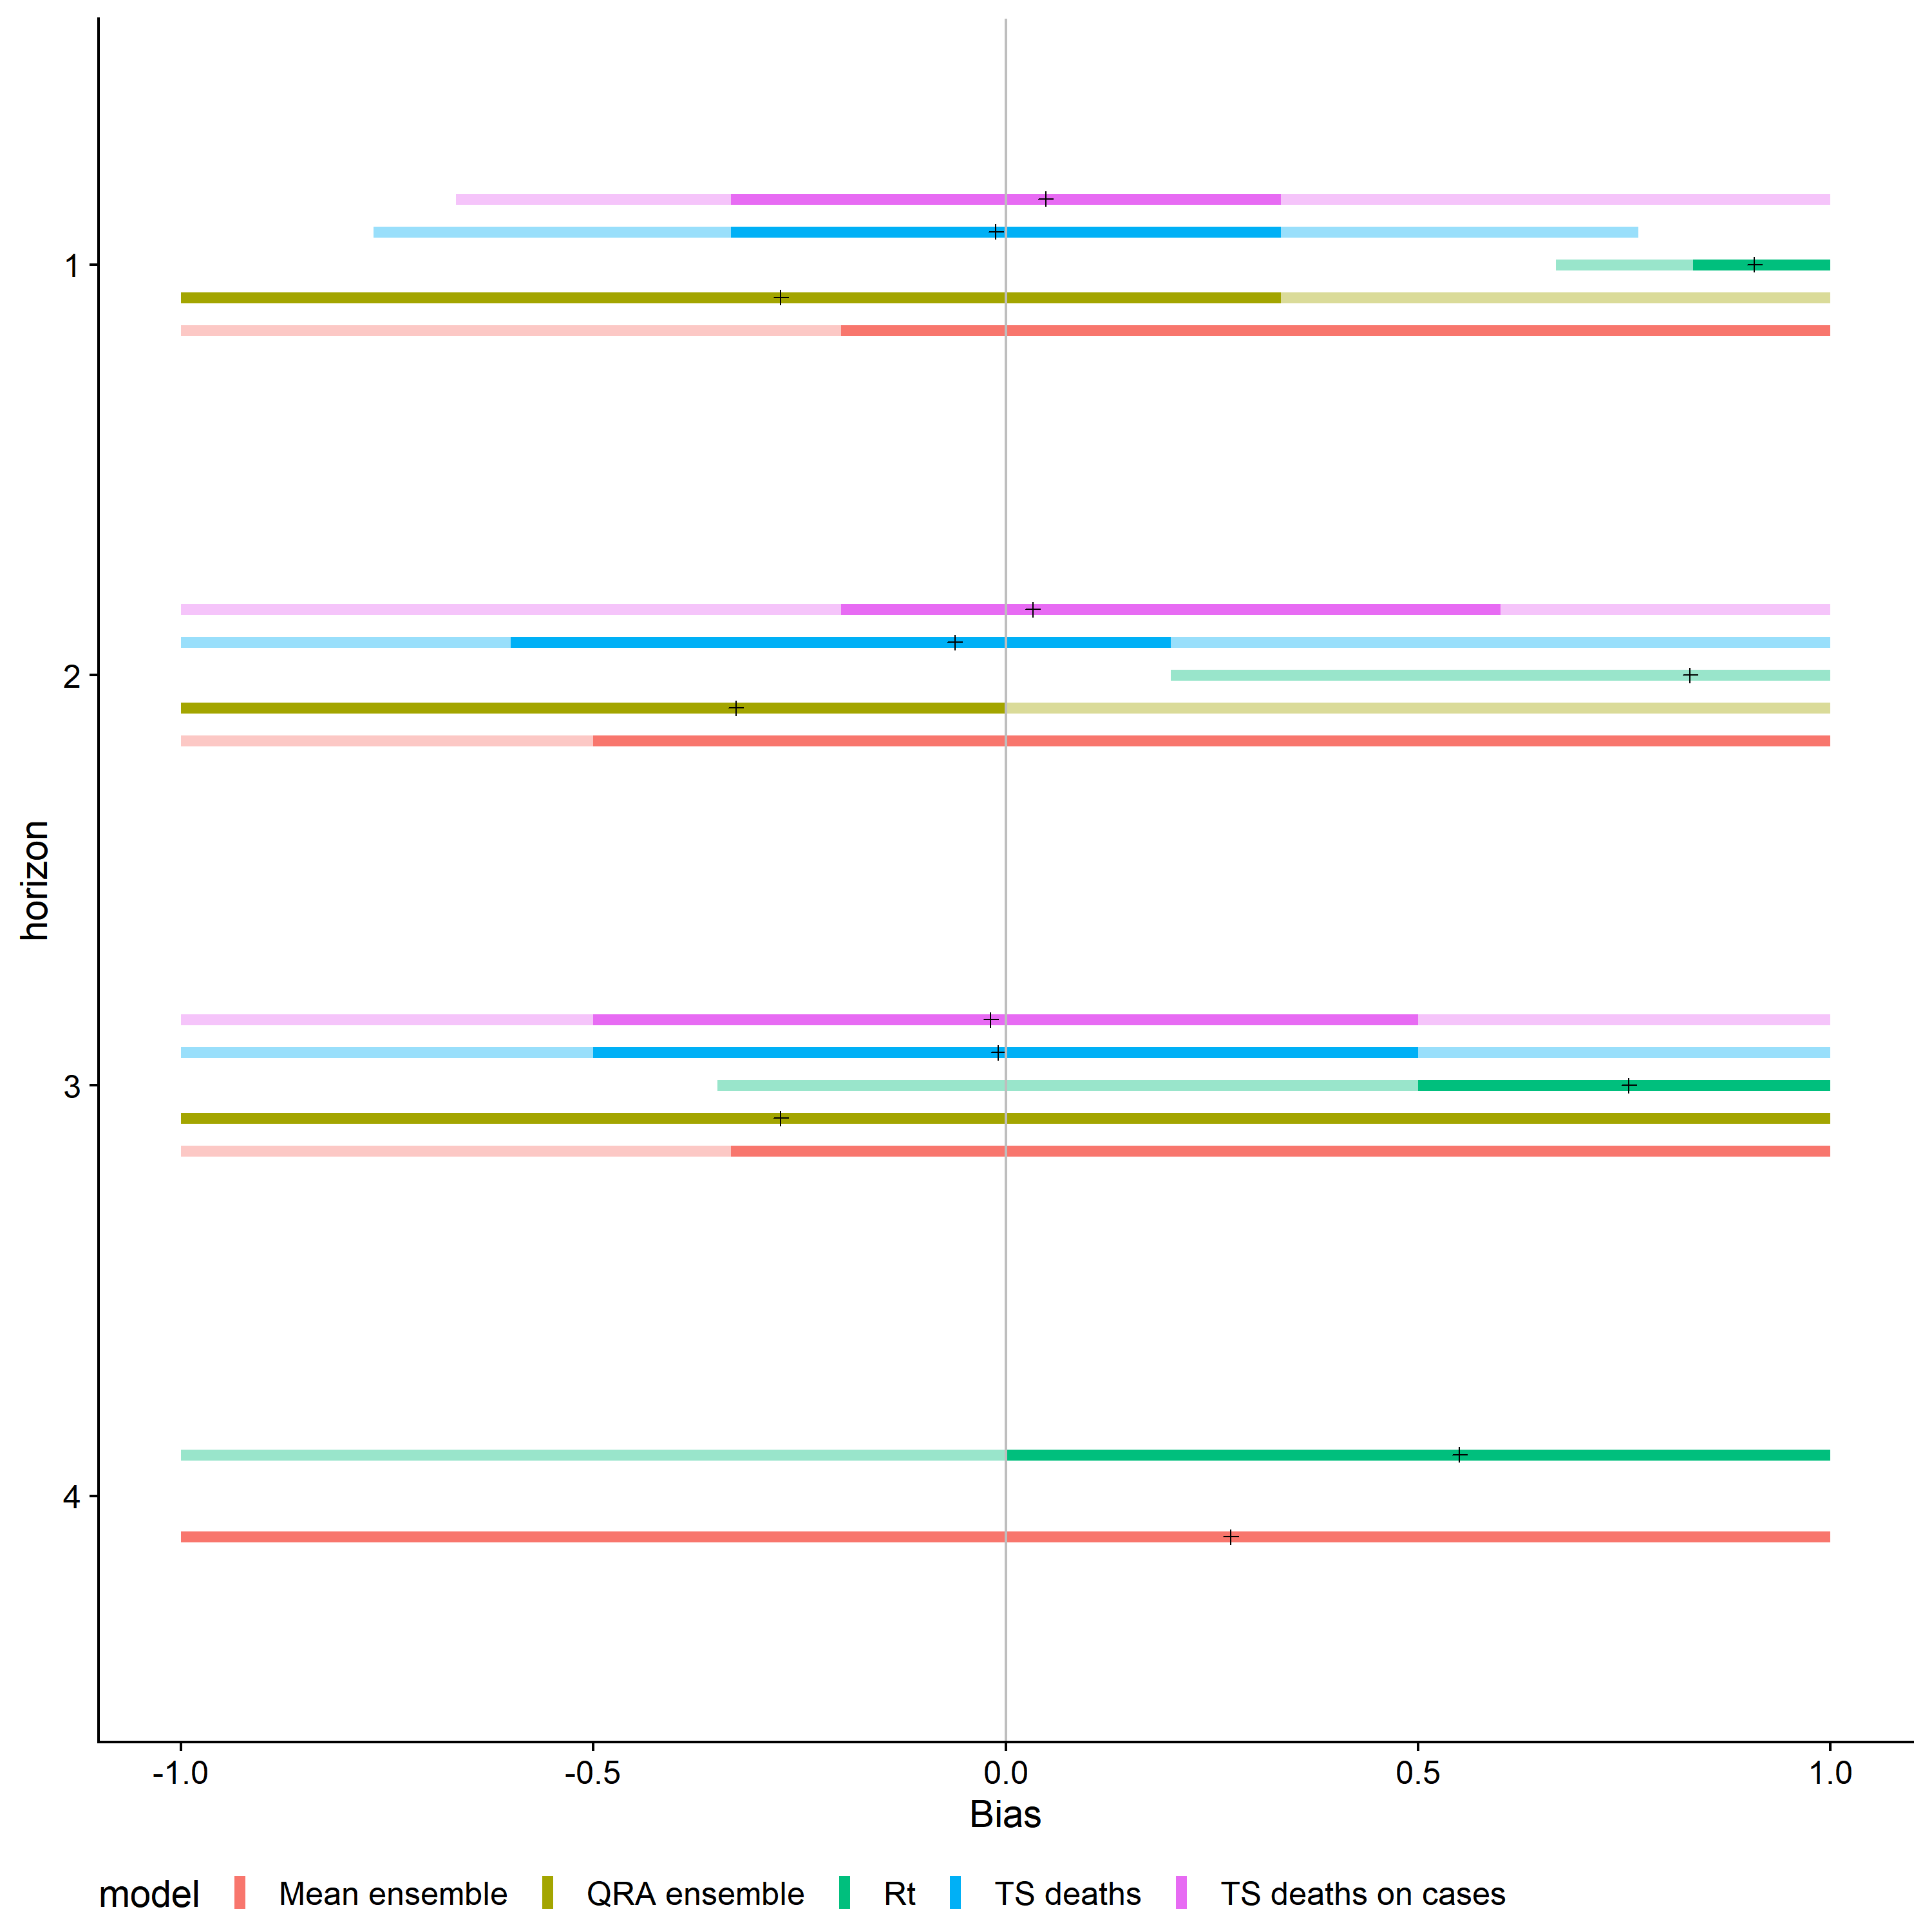 1
2
3
4
horizon
-1.0 -0.5 0.0 0.5 1.0
Bias
model Mean ensemble QRA ensemble Rt TS deaths TS deaths on cases